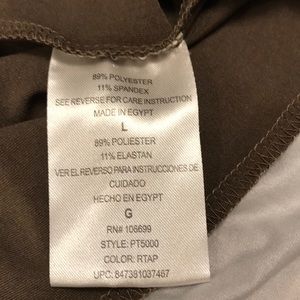 89% POLYESTER
11% SPANDEX
SEE REVERSE FOR CARE INSTRUCTION
MADE IN EGYPT
L
89% POLIESTER
11% ELASTAN
VER EL REVERSO PARA INSTRUCCIONES DE
CUIDADO
HECHO EN EGYPT
G
RN# 106699
STYLE: PT5000
COLOR: RTAP
UPC: 847381037467